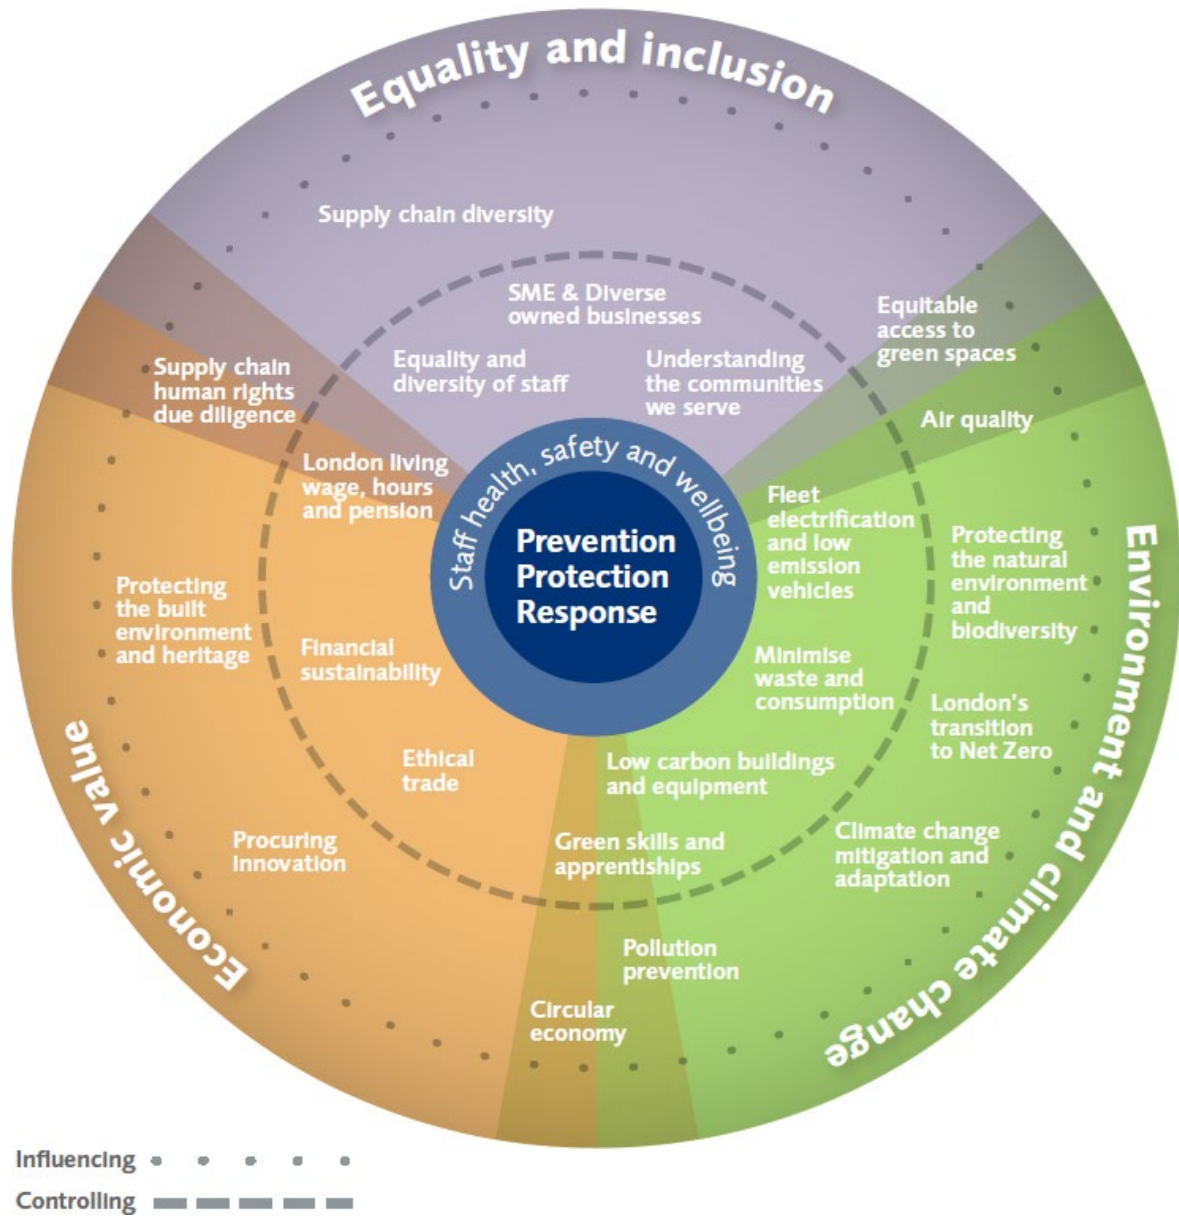 Equality and inclusion
Supply chain diversity
SME & Diverse
owned businesses
Equality and
diversity of staff
Understanding
the communities
we serve
Equitable
access to
green spaces
Air quality
Supply chain
human rights
due diligence
London living
wage, hours
and pension
Staff health, safety and wellbeing
Prevention
Protection
Response
Fleet
electrification
and low
emission
vehicles
Protecting
the natural
environment
and
biodiversity
Environment and climate change
Protecting
the built
environment
and heritage
Financial
sustainability
Minimise
waste and
consumption
London's
transition
to Net Zero
Economic value
Ethical
trade
Low carbon buildings
and equipment
Procuring
innovation
Green skills and
apprentiships
Climate change
mitigation and
adaptation
Pollution
prevention
Circular
economy
Influencing
Controlling